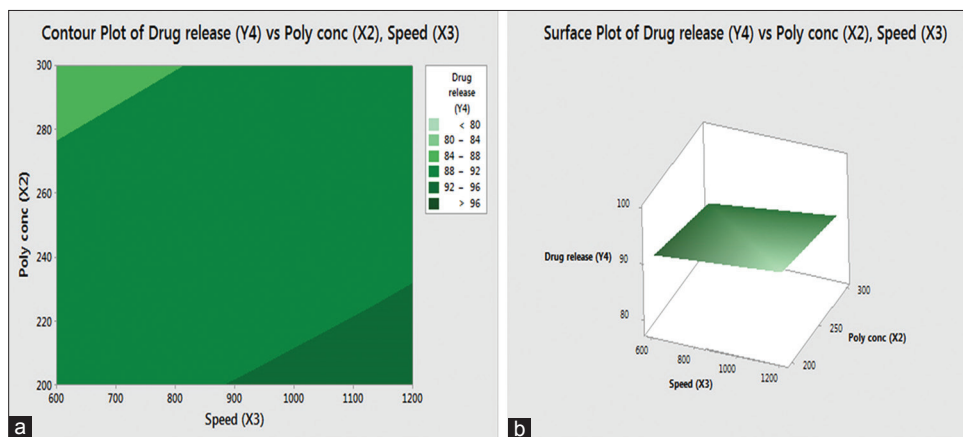 Contour Plot of Drug release (Y4) vs Poly conc (X2), Speed (X3)
300
280
260
240
220
200
Poly conc (X2)
600 700 800 900 1000 1100 1200
Speed (X3)
Drug
release
(Y4)
< 80
80 – 84
84 – 88
88 – 92
92 – 96
> 96
a
Surface Plot of Drug release (Y4) vs Poly conc (X2), Speed (X3)
100
90
80
Drug release (Y4)
600
800
1000
1200
Speed (X3)
200
250
300
Poly conc (X2)
b